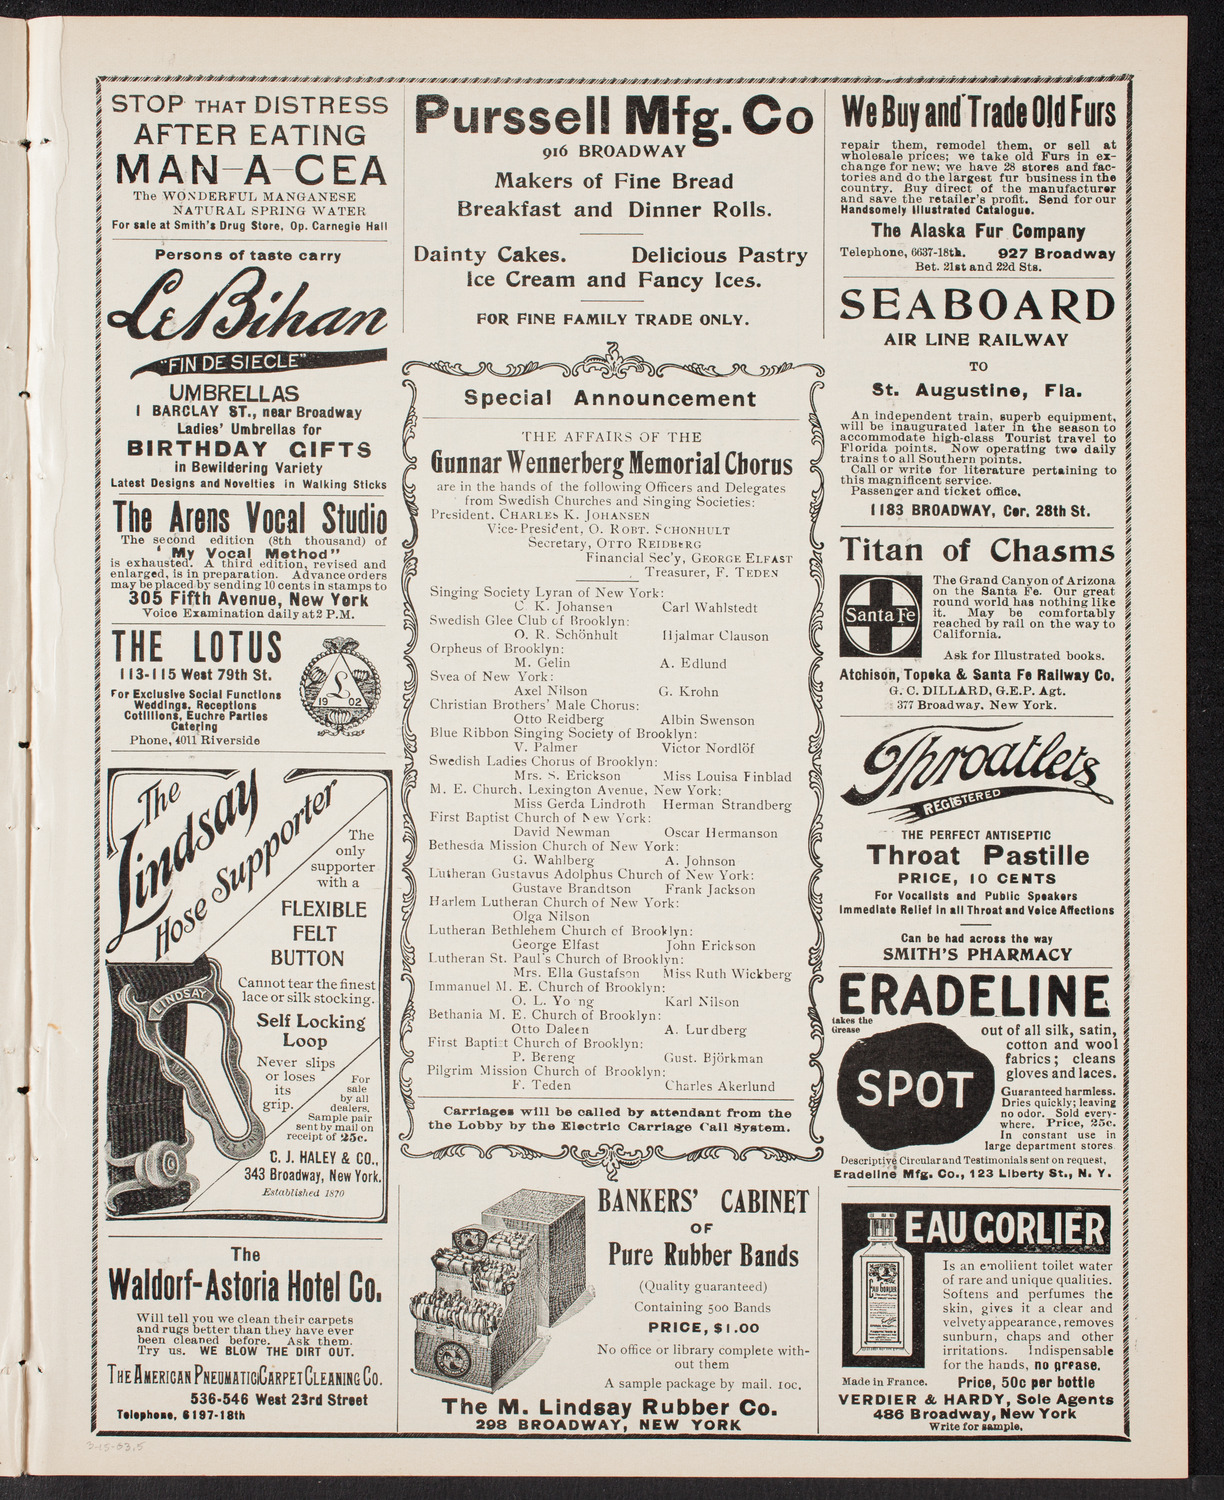 STOP THAT DISTRESS
AFTER EATING
MAN-A-CEA
The WONDERFUL MANGANESE
NATURAL SPRING WATER
For sale at Smith's Drug Store, Op. Carnegie Hall
Persons of taste carry
Le Bihan
"FIN DE SIECLE"
UMBRELLAS
1 BARCLAY ST., near Broadway
Ladies' Umbrellas for
BIRTHDAY GIFTS
in Bewildering Variety
Latest Designs and Novelties in Walking Sticks
The Arens Vocal Studio
The second edition (8th thousand) of
"My Vocal Method"
is exhausted. A third edition, revised and
enlarged, is in preparation. Advance orders
may be placed by sending 10 cents in stamps to
305 Fifth Avenue, New York
Voice Examination daily at 2 P.M.
THE LOTUS
113-115 West 79th St.
For Exclusive Social Functions
Weddings, Receptions
Cotillions, Euchre Parties
Catering
Phone, 4011 Riverside
L
19 02
The
Lindsay
Hose Supporter
The
only
supporter
with a
FLEXIBLE
FELT
BUTTON
Cannot tear the finest
lace or silk stocking.
Self Locking
Loop
Never slips
or loses
its
grip.
For
sale
by all
dealers.
Sample pair
sent by mail on
receipt of 25c.
LINDSAY
C. J. HALEY & CO.,
343 Broadway, New York.
Established 1870
The
Waldorf-Astoria Hotel Co.
Will tell you we clean their carpets
and rugs better than they have ever
been cleaned before. Ask them.
Try us. WE BLOW THE DIRT OUT.
THE AMERICAN PNEUMATIC CARPET CLEANING CO.
536-546 West 23rd Street
Telephone, 6197-18th
3-15-03.5
Purssell Mfg. Co
916 BROADWAY
Makers of Fine Bread
Breakfast and Dinner Rolls.
Dainty Cakes. Delicious Pastry
Ice Cream and Fancy Ices.
FOR FINE FAMILY TRADE ONLY.
Special Announcement
THE AFFAIRS OF THE
Gunnar Wennerberg Memorial Chorus
are in the hands of the following Officers and Delegates
from Swedish Churches and Singing Societies:
President, CHARLES K. JOHANSEN
Vice-President, O. ROBT. SCHONHULT
Secretary, OTTO REIDBERG
Financial Sec'y, GEORGE ELFAST
Treasurer, F. TEDEN
Singing Society Lyran of New York:
C. K. Johansen Carl Wahlstedt
Swedish Glee Club of Brooklyn:
O. R. Schönhult Hjalmar Clauson
Orpheus of Brooklyn:
M. Gelin A. Edlund
Svea of New York:
Axel Nilson G. Krohn
Christian Brothers' Male Chorus:
Otto Reidberg Albin Swenson
Blue Ribbon Singing Society of Brooklyn:
V. Palmer Victor Nordlöf
Swedish Ladies Chorus of Brooklyn:
Mrs. S. Erickson Miss Louisa Finblad
M. E. Church, Lexington Avenue, New York:
Miss Gerda Lindroth Herman Strandberg
First Baptist Church of New York:
David Newman Oscar Hermanson
Bethesda Mission Church of New York:
G. Wahlberg A. Johnson
Lutheran Gustavus Adolphus Church of New York:
Gustave Brandtson Frank Jackson
Harlem Lutheran Church of New York:
Olga Nilson
Lutheran Bethlehem Church of Brooklyn:
George Elfast John Erickson
Lutheran St. Paul's Church of Brooklyn:
Mrs. Ella Gustafson Miss Ruth Wickberg
Immanuel M. E. Church of Brooklyn:
O. L. Yo ng Karl Nilson
Bethania M. E. Church of Brooklyn:
Otto Daleen A. Lundberg
First Baptist Church of Brooklyn:
P. Bereng Gust. Björkman
Pilgrim Mission Church of Brooklyn:
F. Teden Charles Akerlund
Carriages will be called by attendant from the
the Lobby by the Electric Carriage Call System.
BANKERS' CABINET
OF
Pure Rubber Bands
(Quality guaranteed)
Containing 500 Bands
PRICE, $1.00
No office or library complete with-
out them
A sample package by mail. 10c.
The M. Lindsay Rubber Co.
298 BROADWAY, NEW YORK
We Buy and Trade Old Furs
repair them, remodel them, or sell at
wholesale prices; we take old Furs in ex-
change for new; we have 28 stores and fac-
tories and do the largest fur business in the
country. Buy direct of the manufacturer
and save the retailer's profit. Send for our
Handsomely Illustrated Catalogue.
The Alaska Fur Company
Telephone, 6637-18th. 927 Broadway
Bet. 21st and 22d Sts.
SEABOARD
AIR LINE RAILWAY
TO
St. Augustine, Fla.
An independent train, superb equipment,
will be inaugurated later in the season to
accommodate high-class Tourist travel to
Florida points. Now operating two daily
trains to all Southern points.
Call or write for literature pertaining to
this magnificent service.
Passenger and ticket office,
1183 BROADWAY, Cor. 28th St.
Titan of Chasms
Santa Fe
The Grand Canyon of Arizona
on the Santa Fe. Our great
round world has nothing like
it. May be comfortably
reached by rail on the way to
California.
Ask for Illustrated books.
Atchison, Topeka & Santa Fe Railway Co.
G. C. DILLARD, G.E.P. Agt.
377 Broadway. New York.
Throatlets
REGISTERED
THE PERFECT ANTISEPTIC
Throat Pastille
PRICE, 10 CENTS
For Vocalists and Public Speakers
Immediate Relief in all Throat and Voice Affections
Can be had across the way
SMITH'S PHARMACY
ERADELINE
takes the
Grease
SPOT
out of all silk, satin,
cotton and wool
fabrics; cleans
gloves and laces.
Guaranteed harmless.
Dries quickly; leaving
no odor. Sold every-
where. Price, 25c.
In constant use in
large department stores
Descriptive Circular and Testimonials sent on request,
Eradeline Mfg. Co., 123 Liberty St., N. Y.
EAU GORLIER
Is an emollient toilet water
of rare and unique qualities.
Softens and perfumes the
skin, gives it a clear and
velvety appearance, removes
sunburn, chaps and other
irritations. Indispensable
for the hands, no grease.
Made in France. Price, 50c per bottle
VERDIER & HARDY, Sole Agents
486 Broadway, New York
Write for sample.